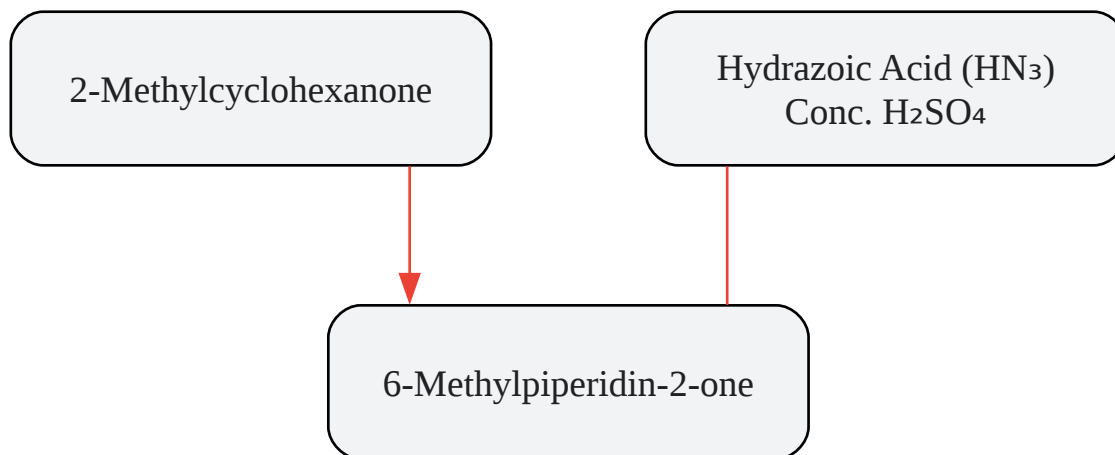 2-Methylcyclohexanone
Hydrazoic Acid (HN₃)
Conc. H₂SO₄
6-Methylpiperidin-2-one